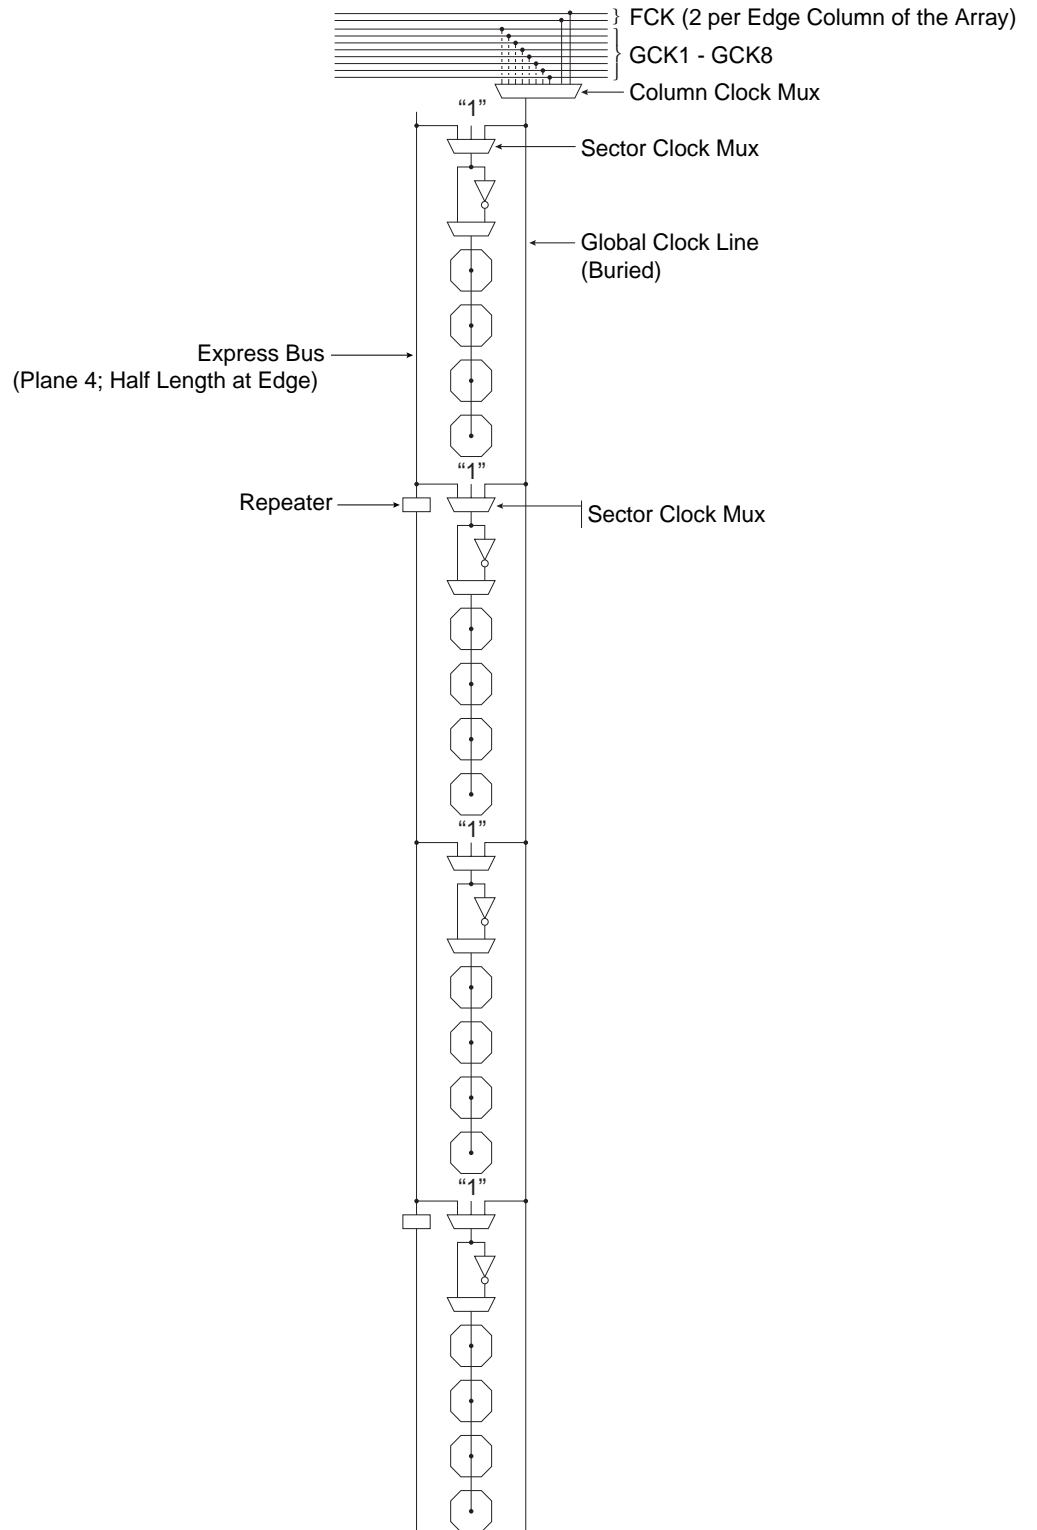 FCK (2 per Edge Column of the Array)
GCK1 - GCK8
Column Clock Mux
“1”
Sector Clock Mux
Global Clock Line
(Buried)
Express Bus
(Plane 4; Half Length at Edge)
“1”
Repeater
Sector Clock Mux
“1”
“1”